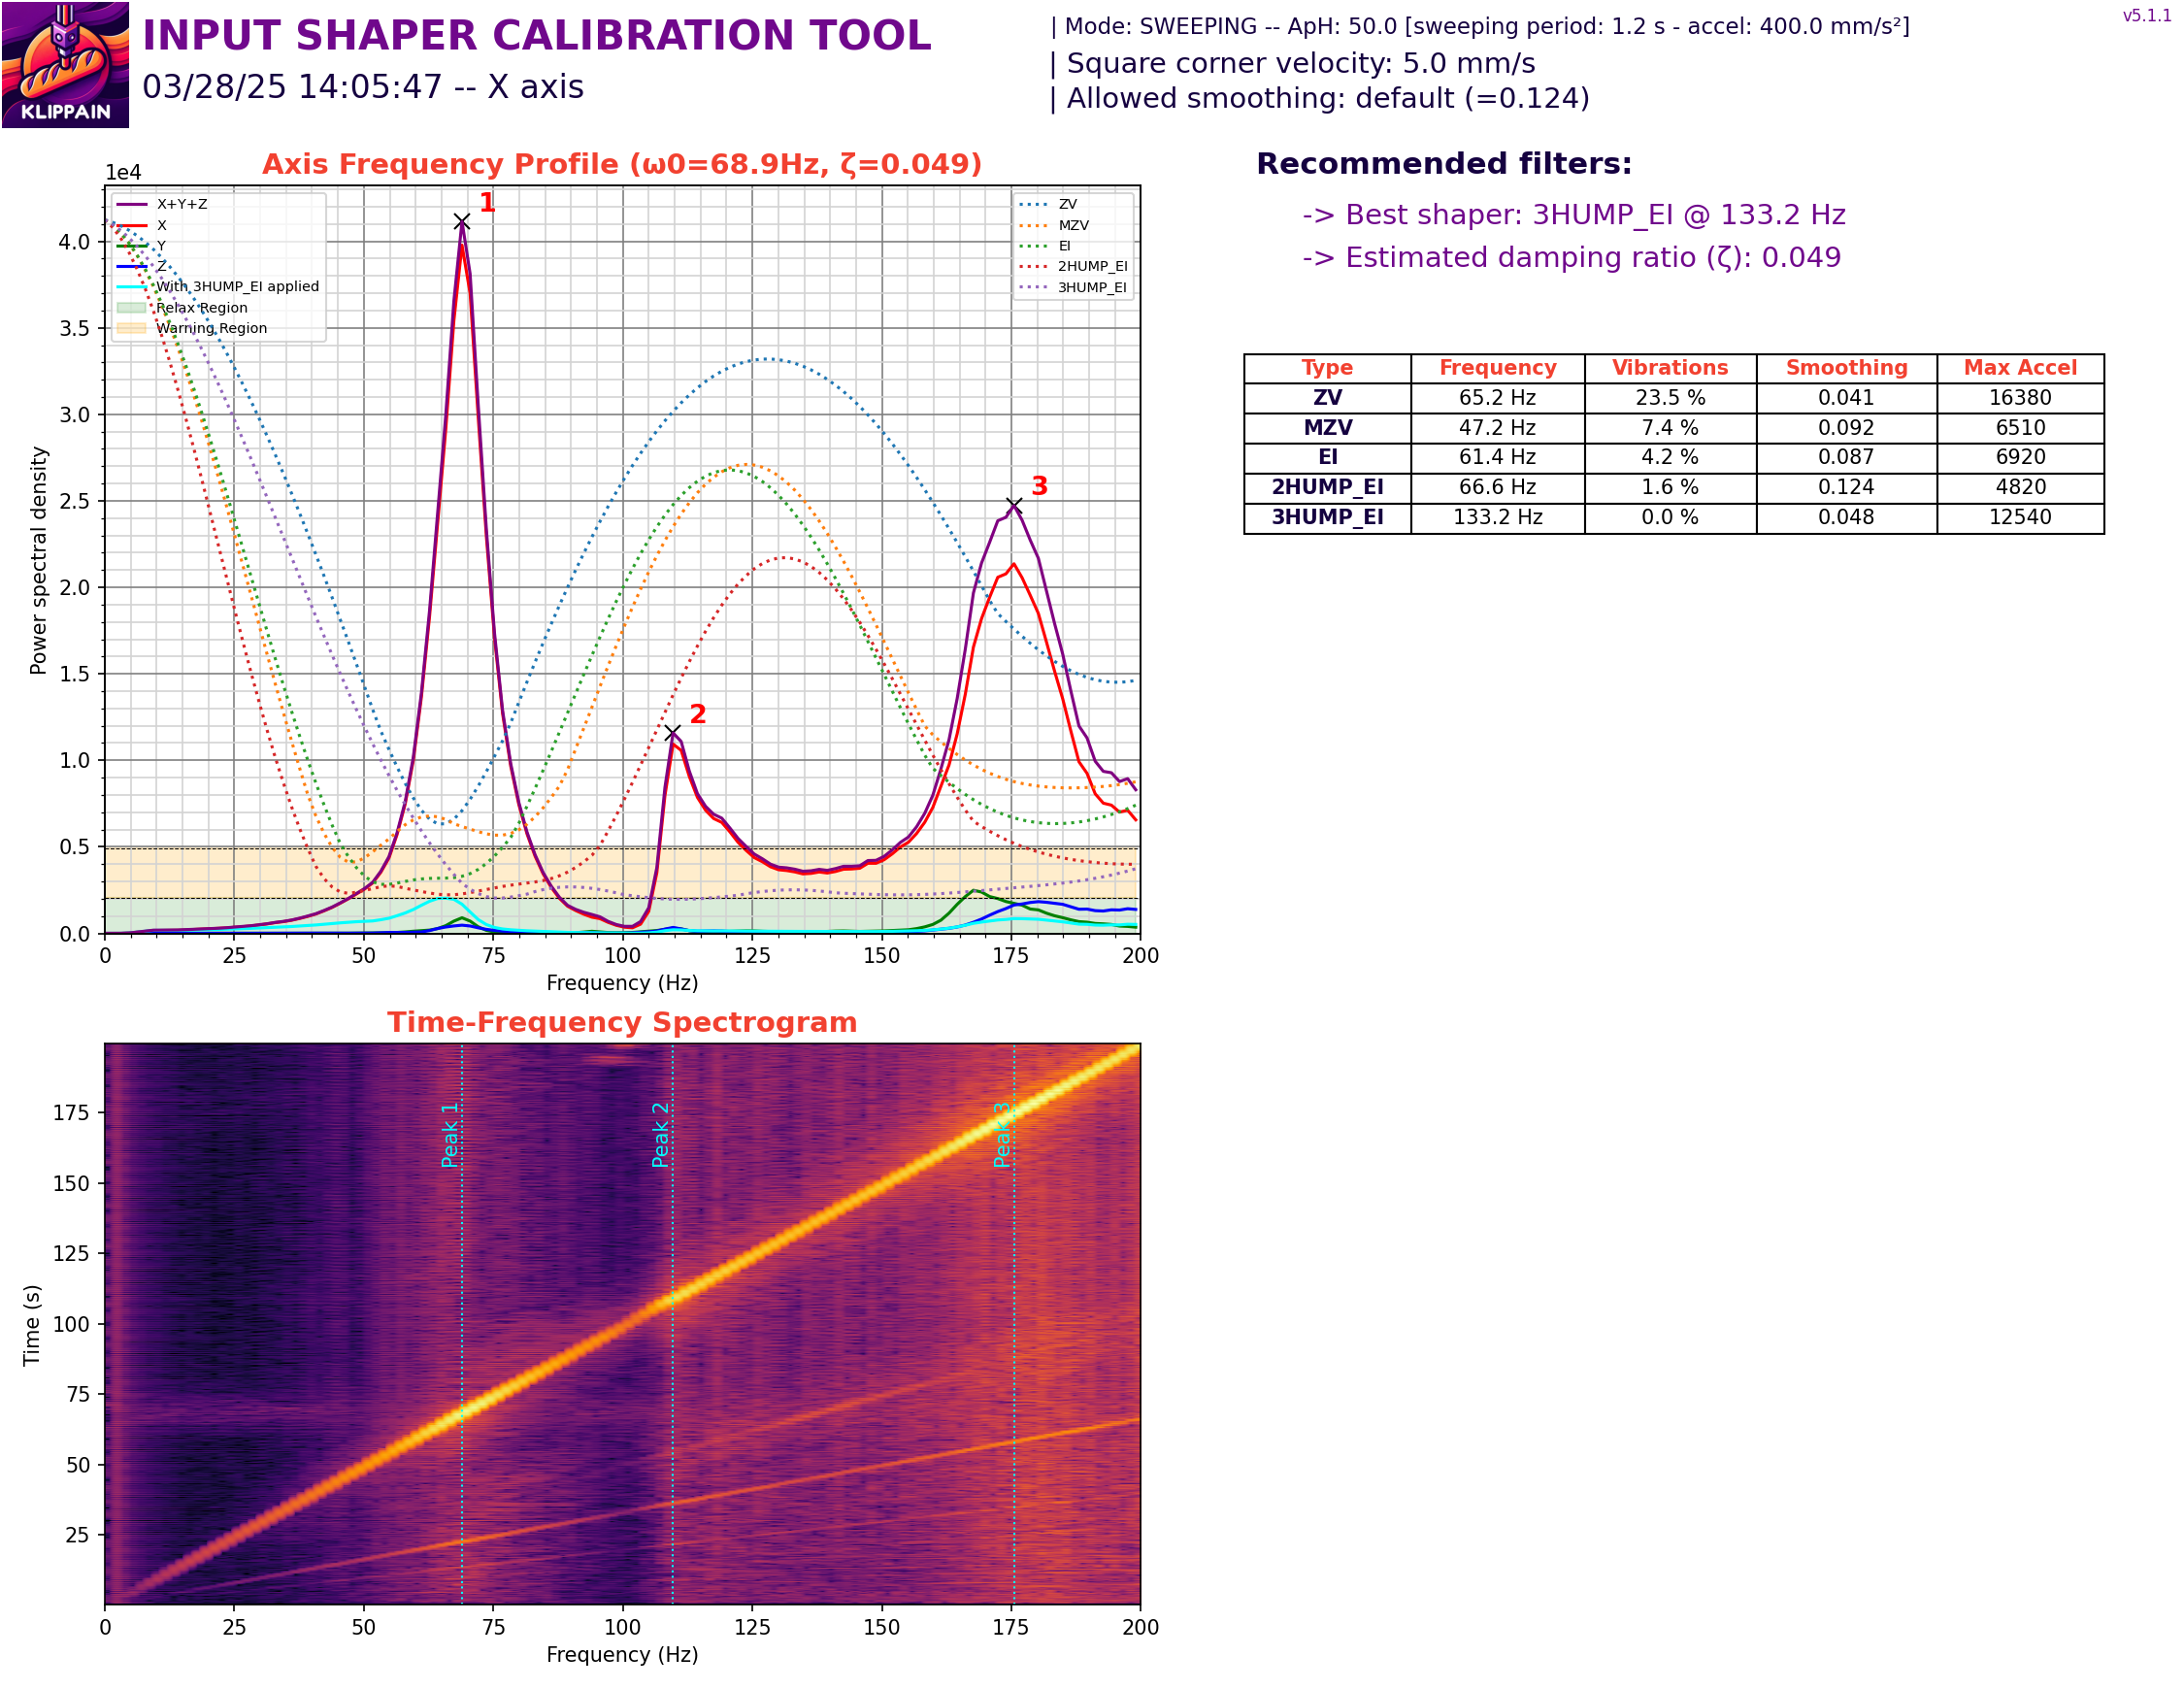 KLIPPAIN
INPUT SHAPER CALIBRATION TOOL
03/28/25 14:05:47 -- X axis
| Mode: SWEEPING -- ApH: 50.0 [sweeping period: 1.2 s - accel: 400.0 mm/s²]
| Square corner velocity: 5.0 mm/s
| Allowed smoothing: default (=0.124)
v5.1.1
Axis Frequency Profile (ω0=68.9Hz, ζ=0.049)
1e4
X+Y+Z
X
Y
Z
With 3HUMP_EI applied
Relax Region
Warning Region
ZV
MZV
EI
2HUMP_EI
3HUMP_EI
1
2
3
4.0
3.5
3.0
2.5
2.0
1.5
1.0
0.5
0.0
Power spectral density
0 25 50 75 100 125 150 175 200
Frequency (Hz)
Recommended filters:
-> Best shaper: 3HUMP_EI @ 133.2 Hz
-> Estimated damping ratio (ζ): 0.049
Type Frequency Vibrations Smoothing Max Accel
ZV 65.2 Hz 23.5 % 0.041 16380
MZV 47.2 Hz 7.4 % 0.092 6510
EI 61.4 Hz 4.2 % 0.087 6920
2HUMP_EI 66.6 Hz 1.6 % 0.124 4820
3HUMP_EI 133.2 Hz 0.0 % 0.048 12540
Time-Frequency Spectrogram
Peak 1
Peak 2
Peak 3
175
150
125
100
75
50
25
Time (s)
0 25 50 75 100 125 150 175 200
Frequency (Hz)